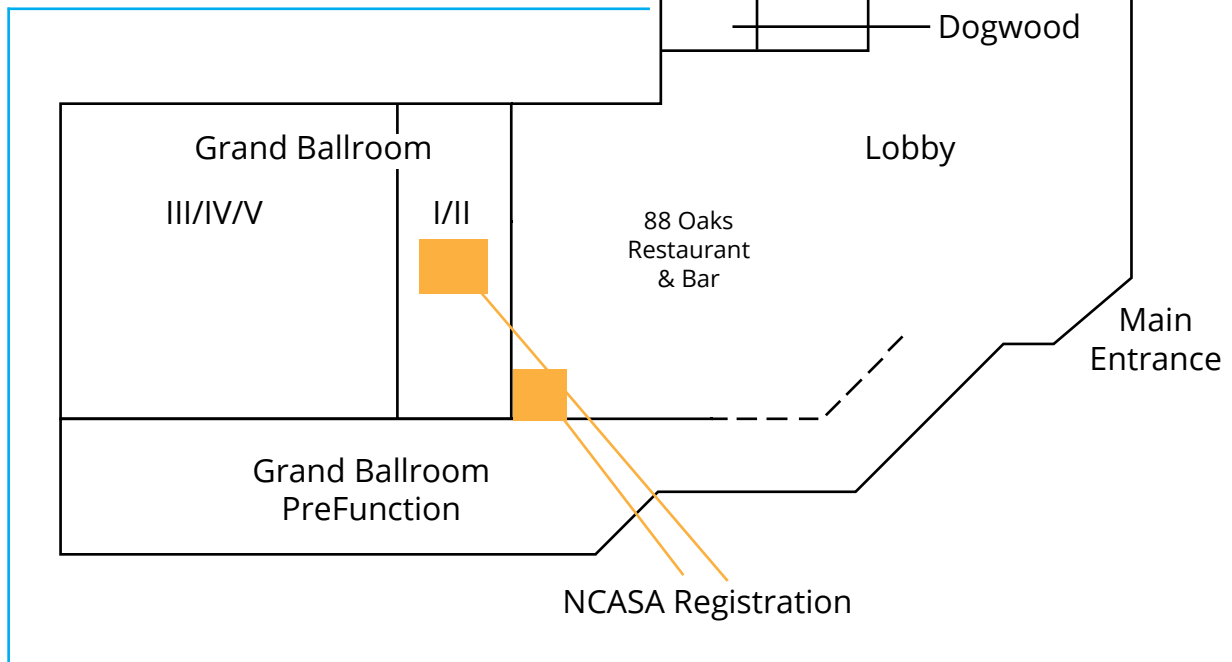 Dogwood
Grand Ballroom
Lobby
III/IV/V
I/II
88 Oaks
Restaurant
& Bar
Main
Entrance
Grand Ballroom
PreFunction
NCASA Registration